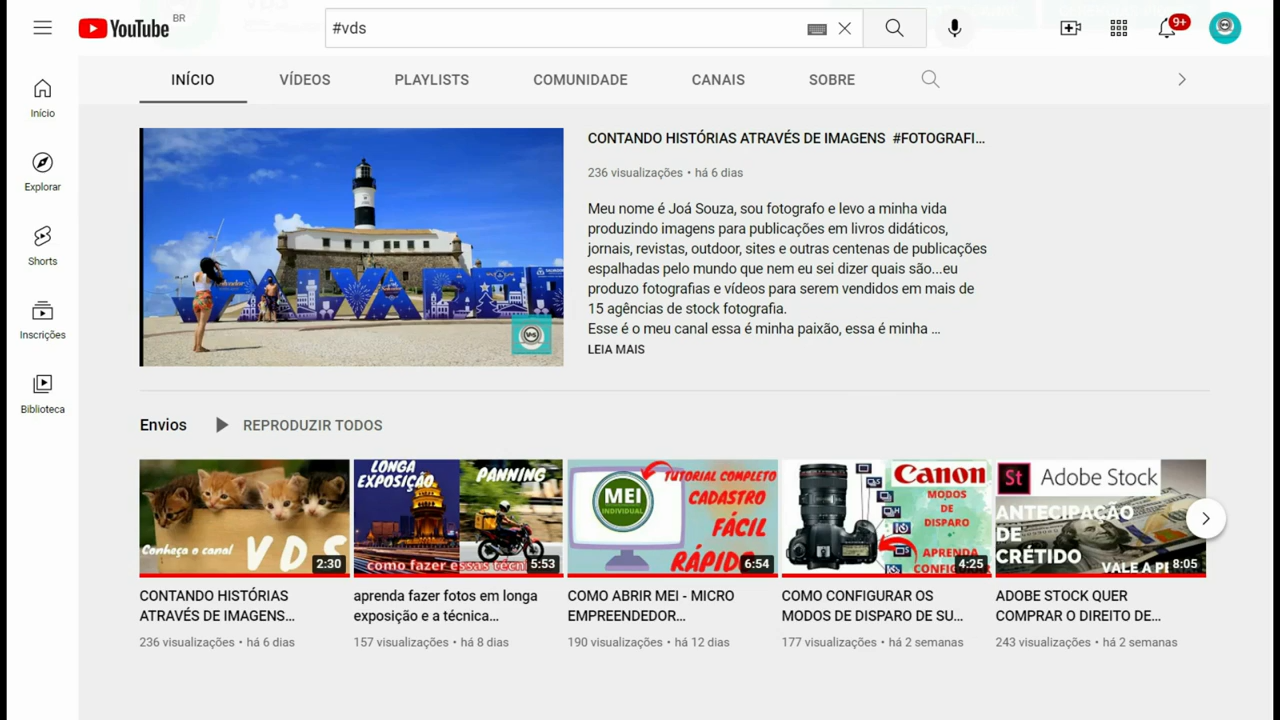 YouTube BR
#vds
9+
INÍCIO VÍDEOS PLAYLISTS COMUNIDADE CANAIS SOBRE
Início
Explorar
Shorts
Inscrições
Biblioteca
CONTANDO HISTÓRIAS ATRAVÉS DE IMAGENS #FOTOGRAFI...
236 visualizações • há 6 dias
Meu nome é Joá Souza, sou fotografo e levo a minha vida
produzindo imagens para publicações em livros didáticos,
jornais, revistas, outdoor, sites e outras centenas de publicações
espalhadas pelo mundo que nem eu sei dizer quais são...eu
produzo fotografias e vídeos para serem vendidos em mais de
15 agências de stock fotografia.
Esse é o meu canal essa é minha paixão, essa é minha ...
LEIA MAIS
VDS
Envios REPRODUZIR TODOS
Conheça o canal VDS
2:30
CONTANDO HISTÓRIAS
ATRAVÉS DE IMAGENS...
236 visualizações • há 6 dias
LONGA
EXPOSIÇÃO
PANNING
como fazer essas técn
5:53
aprenda fazer fotos em longa
exposição e a técnica...
157 visualizações • há 8 dias
MEI
INDIVIDUAL
TUTORIAL COMPLETO
CADASTRO
FÁCIL
RÁPIDO
6:54
COMO ABRIR MEI - MICRO
EMPREENDEDOR...
190 visualizações • há 12 dias
Canon
MODOS
DE
DISPARO
APRENDA
CONFIGUR
4:25
COMO CONFIGURAR OS
MODOS DE DISPARO DE SU...
177 visualizações • há 2 semanas
St Adobe Stock
ANTECIPAÇÃO
DE
CRÉTIDO
VALE A PE
8:05
ADOBE STOCK QUER
COMPRAR O DIREITO DE...
243 visualizações • há 2 semanas